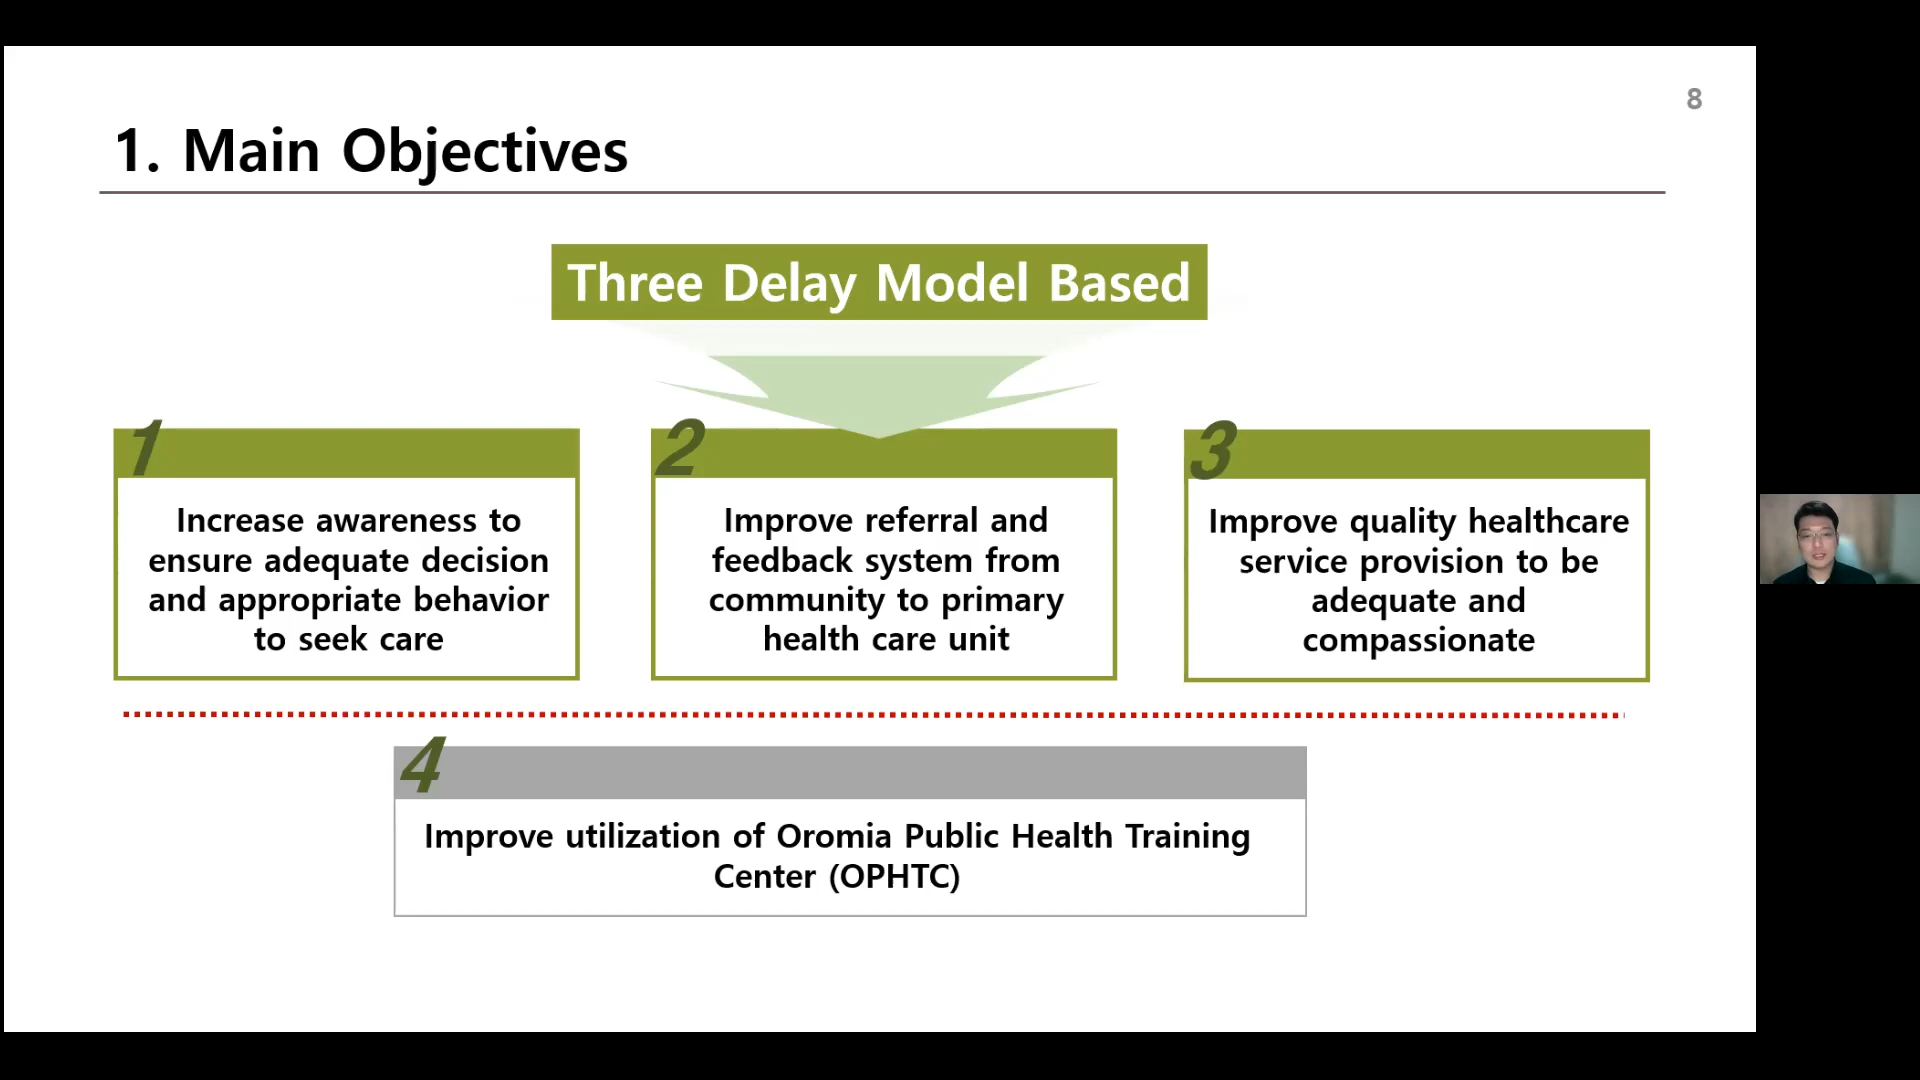 8
1. Main Objectives
Three Delay Model Based
1
Increase awareness to
ensure adequate decision
and appropriate behavior
to seek care
2
Improve referral and
feedback system from
community to primary
health care unit
3
Improve quality healthcare
service provision to be
adequate and
compassionate
4
Improve utilization of Oromia Public Health Training
Center (OPHTC)